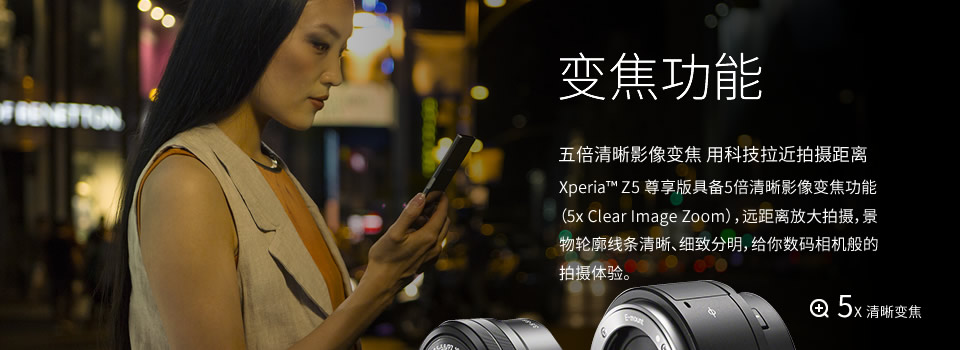 OF BENETTON
变焦功能
五倍清晰影像变焦 用科技拉近拍摄距离
Xperia™ Z5 尊享版具备5倍清晰影像变焦功能
（5x Clear Image Zoom），远距离放大拍摄，景
物轮廓线条清晰、细致分明，给你数码相机般的
拍摄体验。
E-mount
5x 清晰变焦